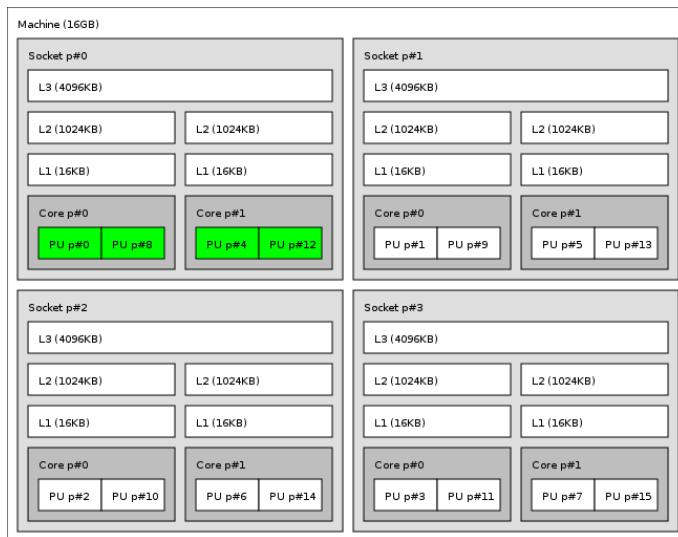 Machine (16GB)
Socket p#0
L3 (4096KB)
L2 (1024KB) L2 (1024KB)
L1 (16KB) L1 (16KB)
Core p#0 Core p#1
PU p#0 PU p#8 PU p#4 PU p#12
Socket p#1
L3 (4096KB)
L2 (1024KB) L2 (1024KB)
L1 (16KB) L1 (16KB)
Core p#0 Core p#1
PU p#1 PU p#9 PU p#5 PU p#13
Socket p#2
L3 (4096KB)
L2 (1024KB) L2 (1024KB)
L1 (16KB) L1 (16KB)
Core p#0 Core p#1
PU p#2 PU p#10 PU p#6 PU p#14
Socket p#3
L3 (4096KB)
L2 (1024KB) L2 (1024KB)
L1 (16KB) L1 (16KB)
Core p#0 Core p#1
PU p#3 PU p#11 PU p#7 PU p#15